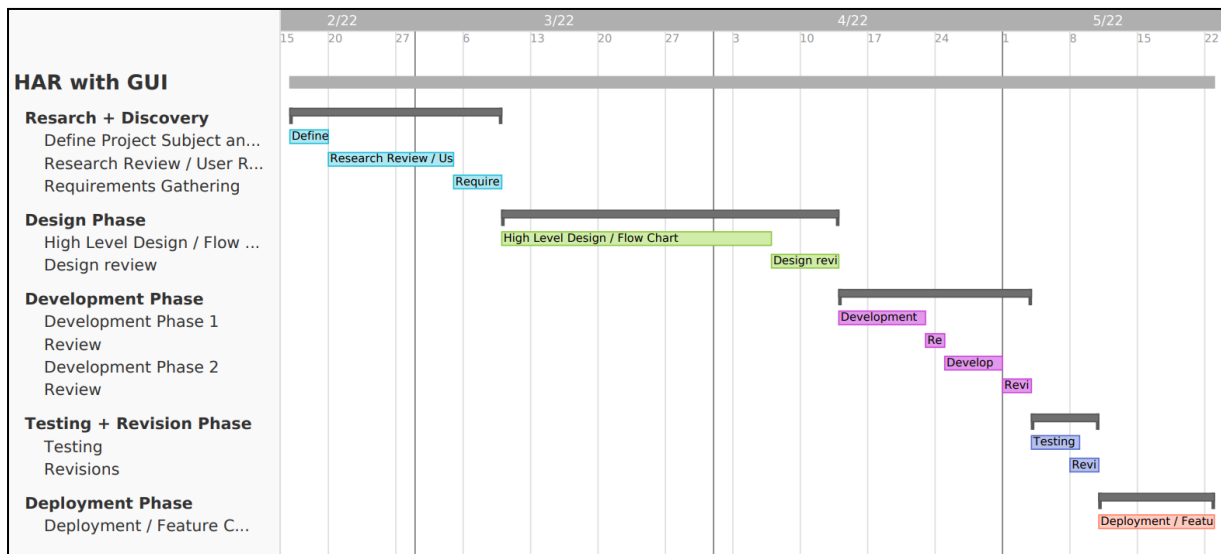 2/22 3/22 4/22 5/22
15 20 27 6 13 20 27 3 10 17 24 1 8 15 22
HAR with GUI
Resarch + Discovery
Define Project Subject an... Define
Research Review / User R... Research Review / Us
Requirements Gathering Require
Design Phase
High Level Design / Flow ... High Level Design / Flow Chart
Design review Design revi
Development Phase
Development Phase 1 Development
Review Re
Development Phase 2 Develop
Review Revi
Testing + Revision Phase
Testing Testing
Revisions Revi
Deployment Phase
Deployment / Feature C... Deployment / Featu